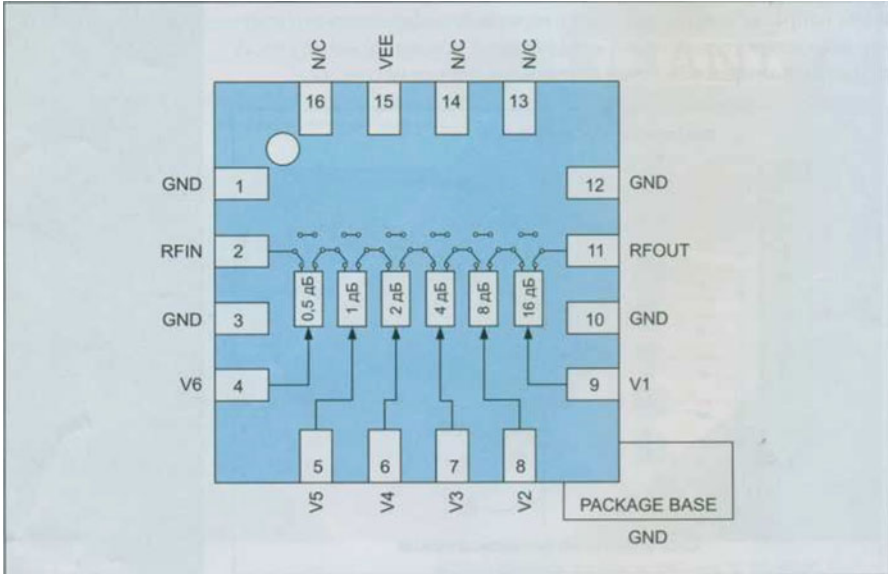 N/C
VEE
N/C
N/C
16
15
14
13
GND
1
12
GND
RFIN
2
11
RFOUT
0,5 дБ
1 дБ
2 дБ
4 дБ
8 дБ
16 дБ
GND
3
10
GND
V6
4
9
V1
5
6
7
8
V5
V4
V3
V2
PACKAGE BASE
GND